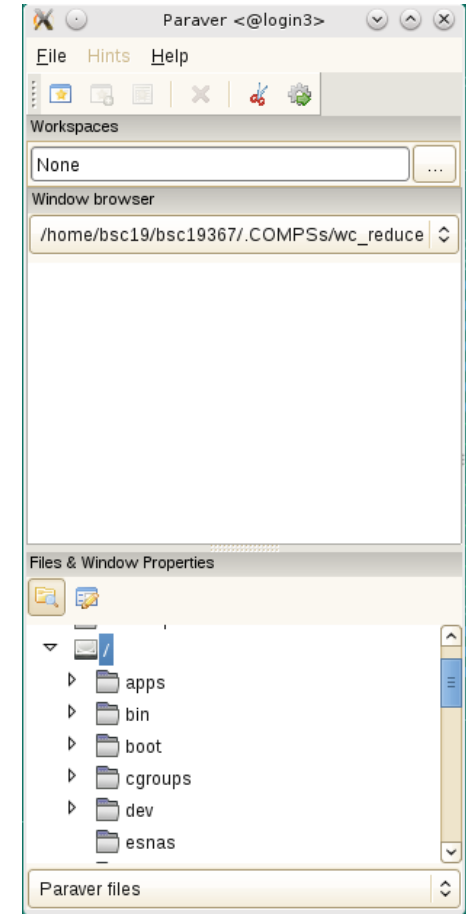 Paraver <@login3>
File Hints Help
Workspaces
None
...
Window browser
/home/bsc19/bsc19367/.COMPSs/wc_reduce
Files & Window Properties
/
apps
bin
boot
cgroups
dev
esnas
Paraver files